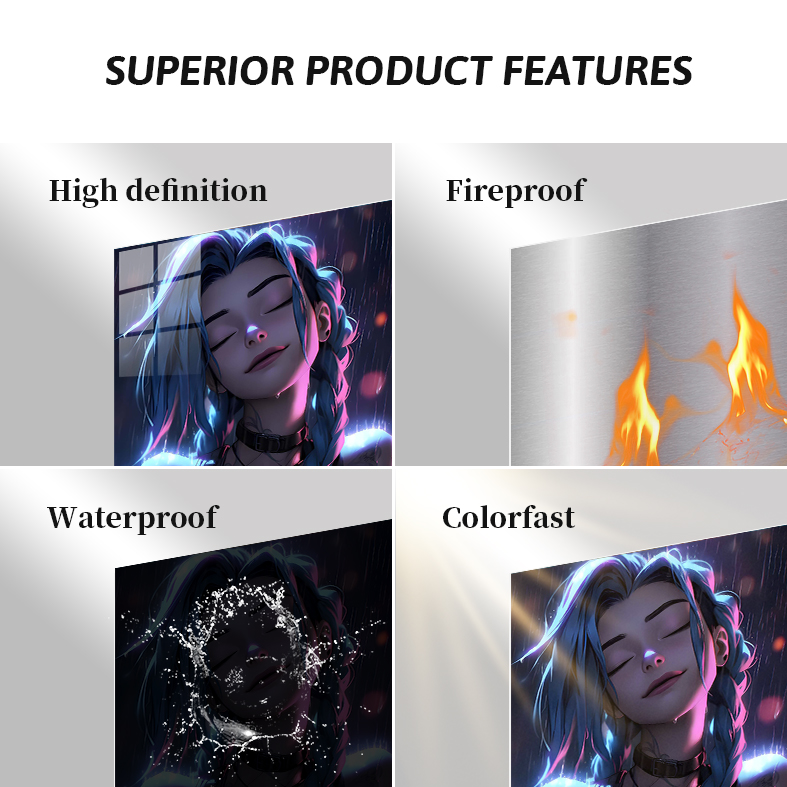 SUPERIOR PRODUCT FEATURES
High definition
Fireproof
Waterproof
Colorfast